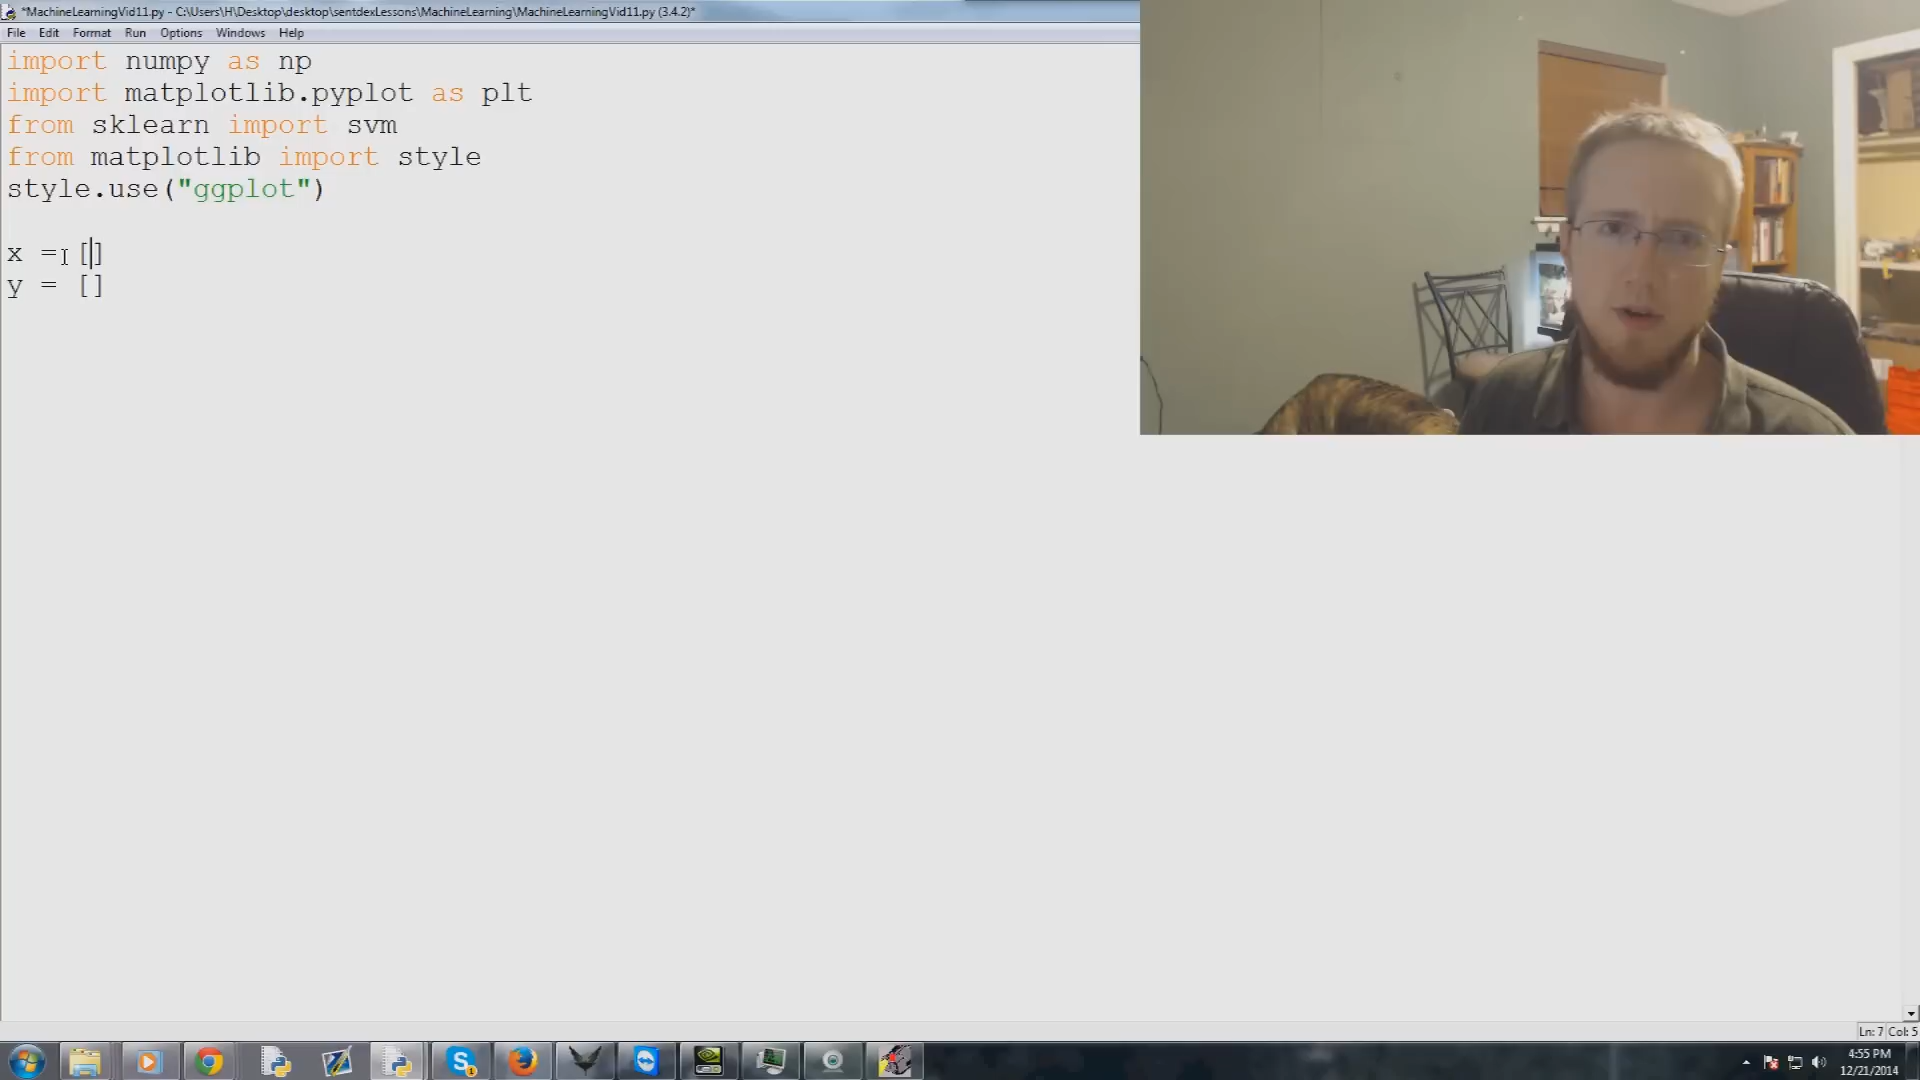 *MachineLearningVid11.py - C:\Users\H\Desktop\desktop\sentdexLessons\MachineLearning\MachineLearningVid11.py (3.4.2)*
File Edit Format Run Options Windows Help
import numpy as np
import matplotlib.pyplot as plt
from sklearn import svm
from matplotlib import style
style.use("ggplot")
x = []
y = []
Ln: 7 Col: 5
4:55 PM
12/21/2014